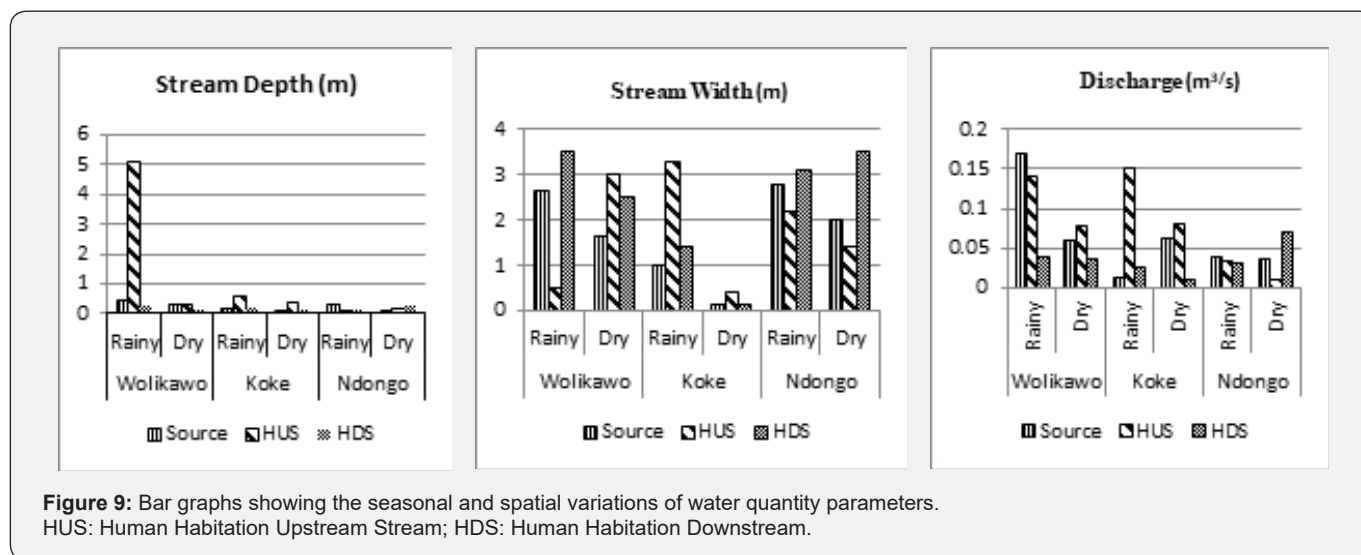 Stream Depth (m)
6
5
4
3
2
1
0
Rainy Dry Rainy Dry Rainy Dry
Wolikawo Koke Ndongo
Source HUS HDS
Stream Width (m)
4
3
2
1
0
Rainy Dry Rainy Dry Rainy Dry
Wolikawo Koke Ndongo
Source HUS HDS
Discharge (m³/s)
0.2
0.15
0.1
0.05
0
Rainy Dry Rainy Dry Rainy Dry
Wolikawo Koke Ndongo
Source HUS HDS
Figure 9: Bar graphs showing the seasonal and spatial variations of water quantity parameters.
HUS: Human Habitation Upstream Stream; HDS: Human Habitation Downstream.